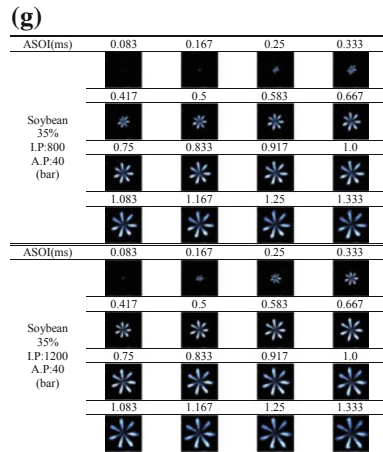 (g)
ASOI(ms) 0.083 0.167 0.25 0.333
0.417 0.5 0.583 0.667
Soybean
35%
I.P:800
A.P:40
(bar)
0.75 0.833 0.917 1.0
1.083 1.167 1.25 1.333
ASOI(ms) 0.083 0.167 0.25 0.333
0.417 0.5 0.583 0.667
Soybean
35%
I.P:1200
A.P:40
(bar)
0.75 0.833 0.917 1.0
1.083 1.167 1.25 1.333